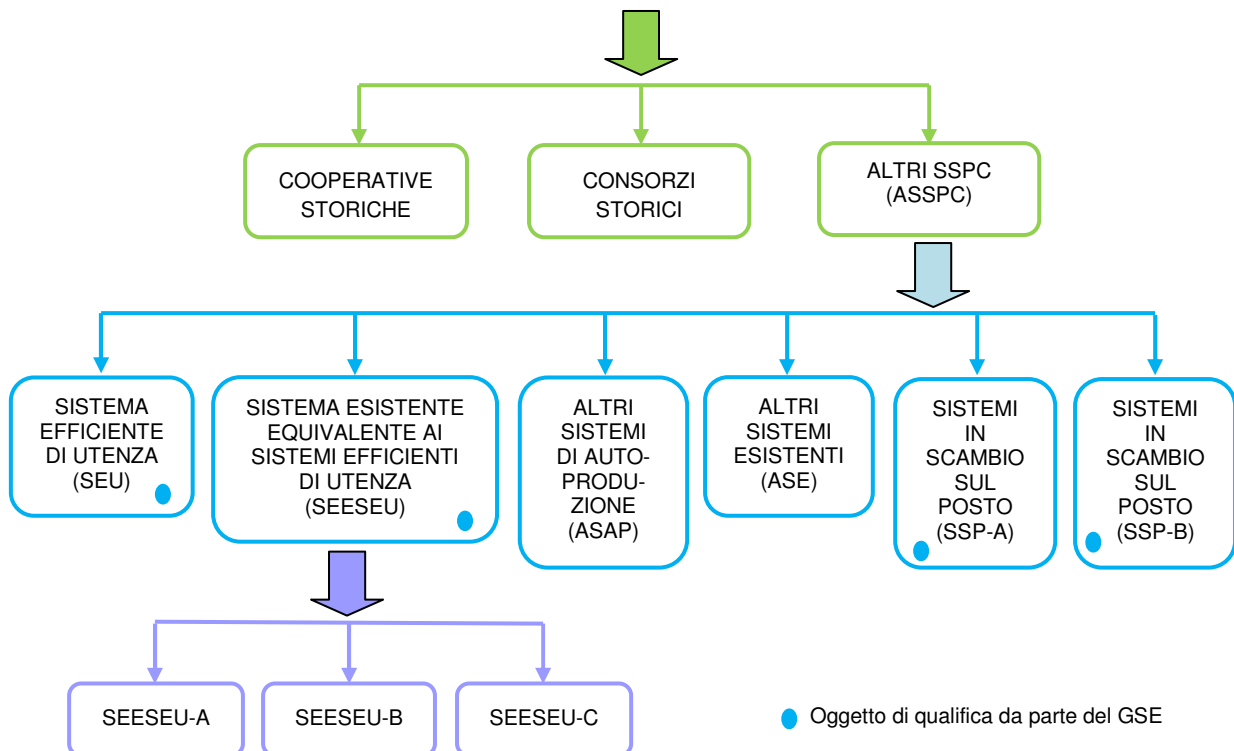 COOPERATIVE
STORICHE
CONSORZI
STORICI
ALTRI SSPC
(ASSPC)
SISTEMA
EFFICIENTE
DI UTENZA
(SEU)
SISTEMA ESISTENTE
EQUIVALENTE AI
SISTEMI EFFICIENTI
DI UTENZA
(SEESEU)
ALTRI
SISTEMI
DI AUTO-
PRODU-
ZIONE
(ASAP)
ALTRI
SISTEMI
ESISTENTI
(ASE)
SISTEMI
IN
SCAMBIO
SUL
POSTO
(SSP-A)
SISTEMI
IN
SCAMBIO
SUL
POSTO
(SSP-B)
SEESEU-A
SEESEU-B
SEESEU-C
Oggetto di qualifica da parte del GSE